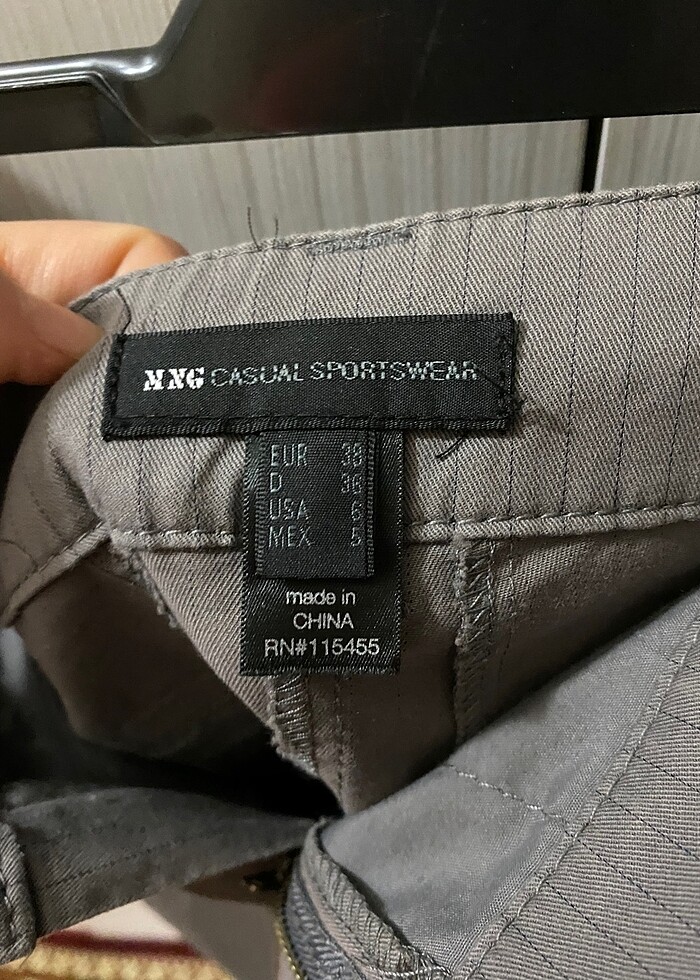 MNG CASUAL SPORTSWEAR
EUR 38
D 36
USA 6
MEX 5
made in
CHINA
RN#115455